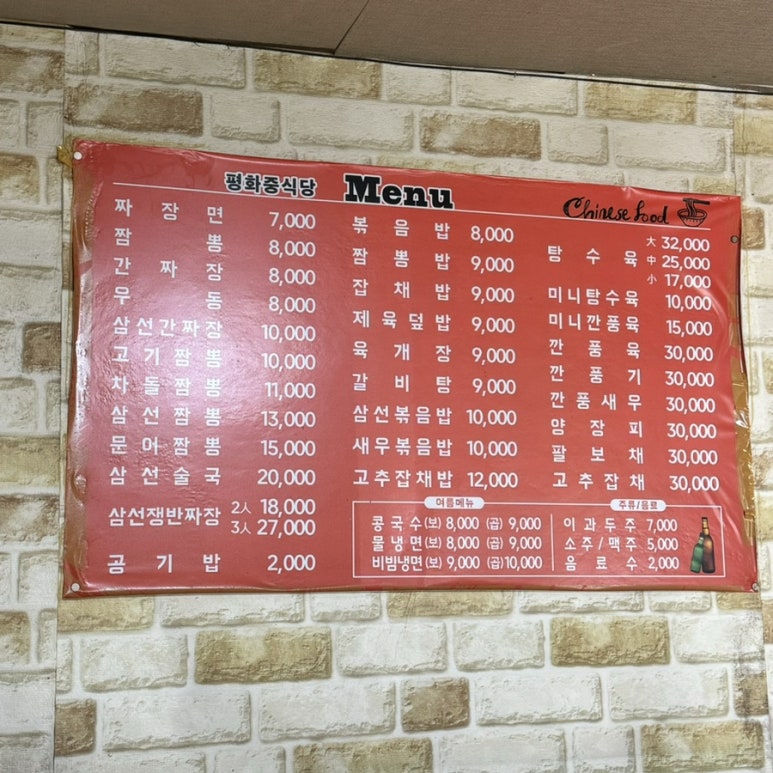 평화중식당 Menu Chinese food
짜장면 7,000
짬뽕 8,000
간짜장 8,000
우동 8,000
삼선간짜장 10,000
고기짬뽕 10,000
차돌짬뽕 11,000
삼선짬뽕 13,000
문어짬뽕 15,000
삼선술국 20,000
삼선쟁반짜장 2人 18,000
3人 27,000
공기밥 2,000
볶음밥 8,000
짬뽕밥 9,000
잡채밥 9,000
제육덮밥 9,000
육개장 9,000
갈비탕 9,000
삼선볶음밥 10,000
새우볶음밥 10,000
고추잡채밥 12,000
탕수육 大 32,000
中 25,000
小 17,000
미니탕수육 10,000
미니깐풍육 15,000
깐풍육 30,000
깐풍기 30,000
깐풍새우 30,000
양장피 30,000
팔보채 30,000
고추잡채 30,000
여름메뉴
콩국수 (보) 8,000 (곱) 9,000
물냉면 (보) 8,000 (곱) 9,000
비빔냉면 (보) 9,000 (곱) 10,000
주류/음료
이과두주 7,000
소주/맥주 5,000
음료수 2,000